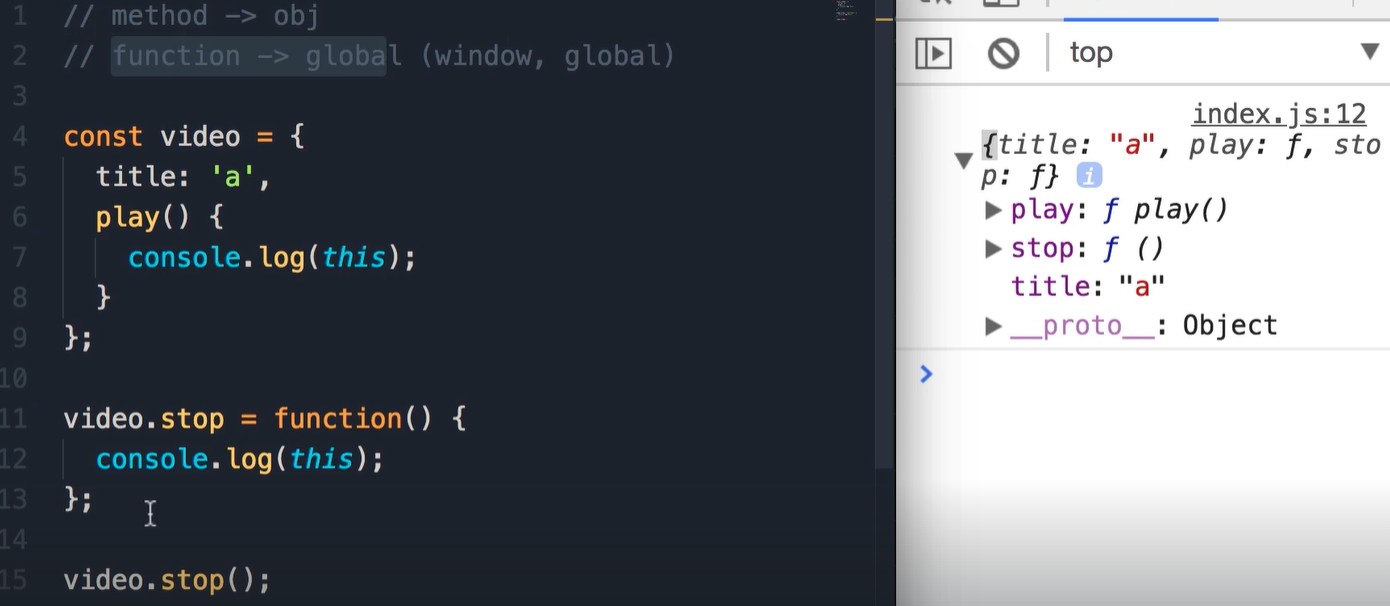 1 // method -> obj
2 // function -> global (window, global)
3
4 const video = {
5 title: 'a',
6 play() {
7 console.log(this);
8 }
9 };
10
11 video.stop = function() {
12 console.log(this);
13 };
14
15 video.stop();
top
index.js:12
{title: "a", play: ƒ, sto
p: ƒ} i
play: ƒ play()
stop: ƒ ()
title: "a"
__proto__: Object